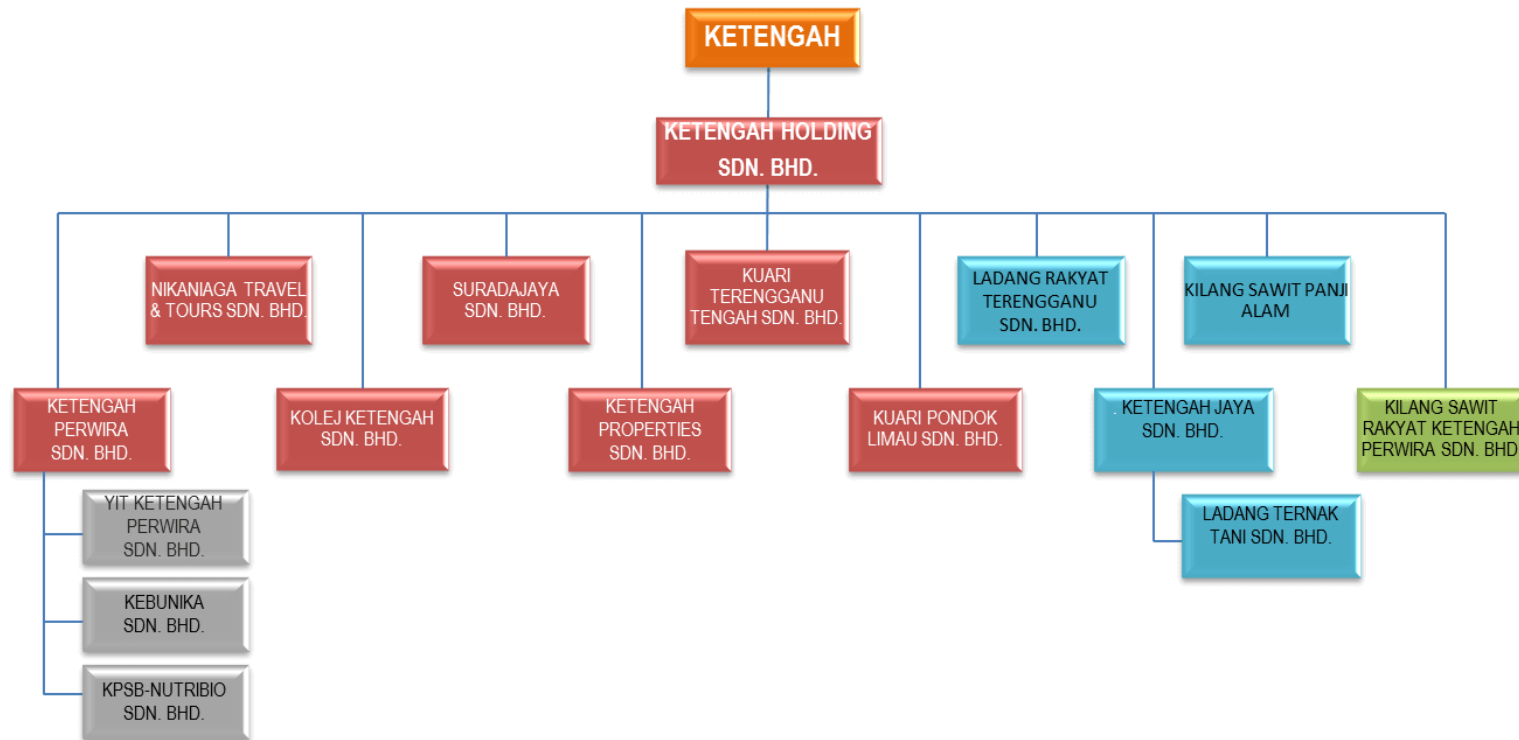 KETENGAH
KETENGAH HOLDING
SDN. BHD.
NIKANIAGA TRAVEL
& TOURS SDN. BHD.
SURADAJAYA
SDN. BHD.
KUARI
TERENGGANU
TENGAH SDN. BHD.
LADANG RAKYAT
TERENGGANU
SDN. BHD.
KILANG SAWIT PANJI
ALAM
KETENGAH
PERWIRA
SDN. BHD.
KOLEJ KETENGAH
SDN. BHD.
KETENGAH
PROPERTIES
SDN. BHD.
KUARI PONDOK
LIMAU SDN. BHD.
. KETENGAH JAYA
SDN. BHD.
KILANG SAWIT
RAKYAT KETENGAH
PERWIRA SDN. BHD
YIT KETENGAH
PERWIRA
SDN. BHD.
LADANG TERNAK
TANI SDN. BHD.
KEBUNIKA
SDN. BHD.
KPSB-NUTRIBIO
SDN. BHD.